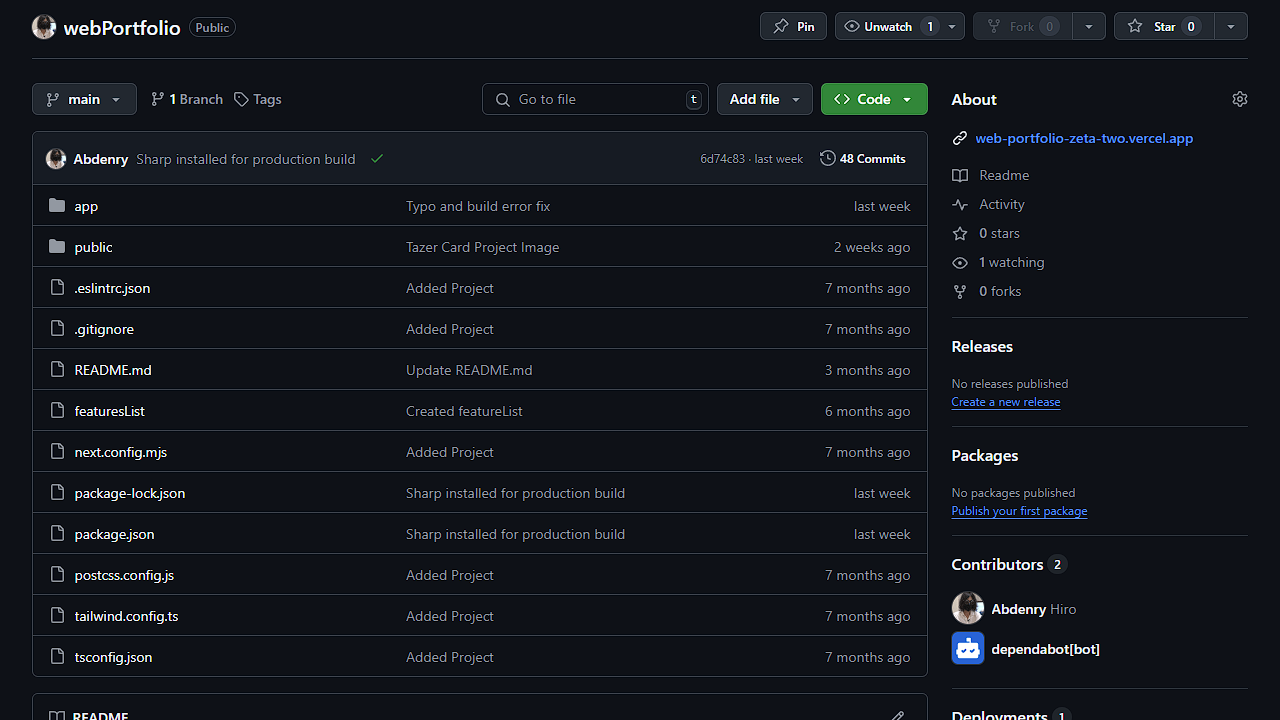 webPortfolio Public Pin Unwatch 1 Fork 0 Star 0
main 1 Branch Tags Go to file t Add file Code
Abdenry Sharp installed for production build 6d74c83 · last week 48 Commits
app Typo and build error fix last week
public Tazer Card Project Image 2 weeks ago
.eslintrc.json Added Project 7 months ago
.gitignore Added Project 7 months ago
README.md Update README.md 3 months ago
featuresList Created featureList 6 months ago
next.config.mjs Added Project 7 months ago
package-lock.json Sharp installed for production build last week
package.json Sharp installed for production build last week
postcss.config.js Added Project 7 months ago
tailwind.config.ts Added Project 7 months ago
tsconfig.json Added Project 7 months ago
README
About
web-portfolio-zeta-two.vercel.app
Readme
Activity
0 stars
1 watching
0 forks
Releases
No releases published
Create a new release
Packages
No packages published
Publish your first package
Contributors 2
Abdenry Hiro
dependabot[bot]
Deployments 1